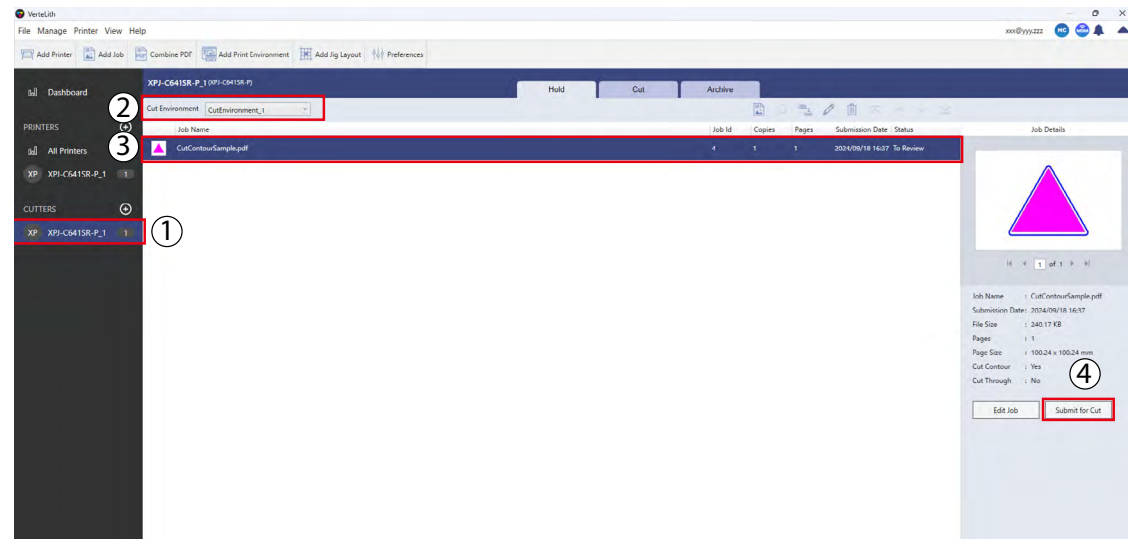 VerteLith
File Manage Printer View Help
xxx@yyy.zzz MC
Add Printer Add Job Combine PDF Add Print Environment Add Jig Layout Preferences
Dashboard
XPJ-C641SR-P_1 (XPJ-C641SR-P)
Hold Cut Archive
② Cut Environment CutEnvironment_1
PRINTERS
Job Name Job Id Copies Pages Submission Date Status
Job Details
All Printers
③ CutContourSample.pdf 4 1 1 2024/09/18 16:37 To Review
XP XPJ-C641SR-P_1 1
CUTTERS
XP XPJ-C641SR-P_1 1 ①
1 of 1
Job Name : CutContourSample.pdf
Submission Date : 2024/09/18 16:37
File Size : 240.17 KB
Pages : 1
Page Size : 100.24 x 100.24 mm
Cut Contour : Yes
Cut Through : No
④
Edit Job Submit for Cut